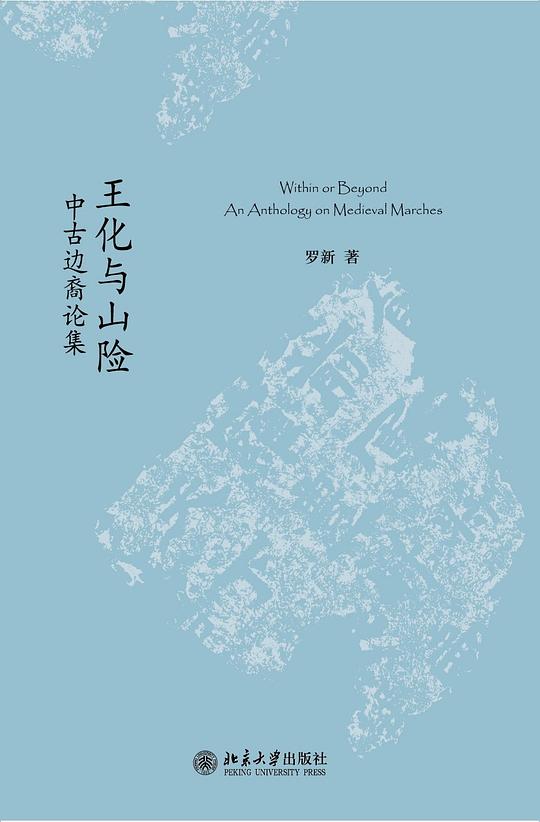 王化与山险
中古边裔论集
Within or Beyond
An Anthology on Medieval Marches
罗新 著
北京大学出版社
PEKING UNIVERSITY PRESS